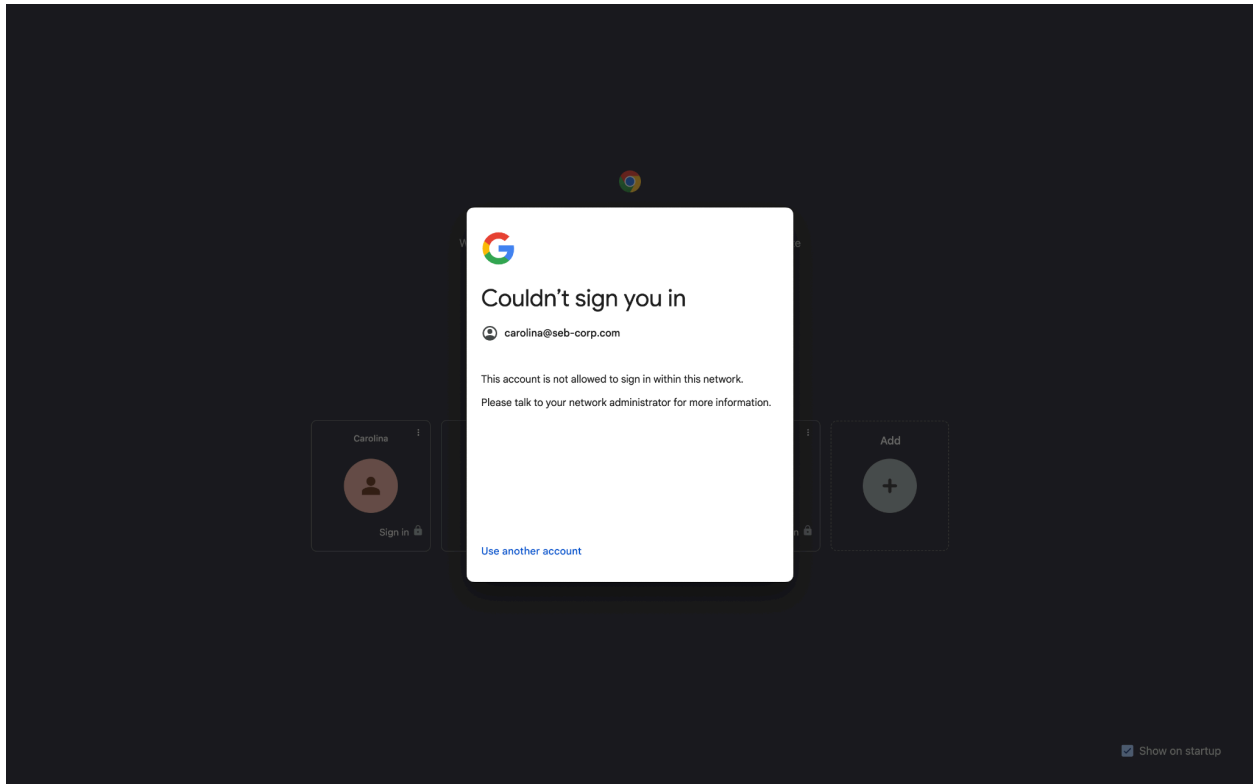 Couldn’t sign you in
carolina@seb-corp.com
This account is not allowed to sign in within this network.
Please talk to your network administrator for more information.
Use another account
Carolina
Sign in
Add
Show on startup